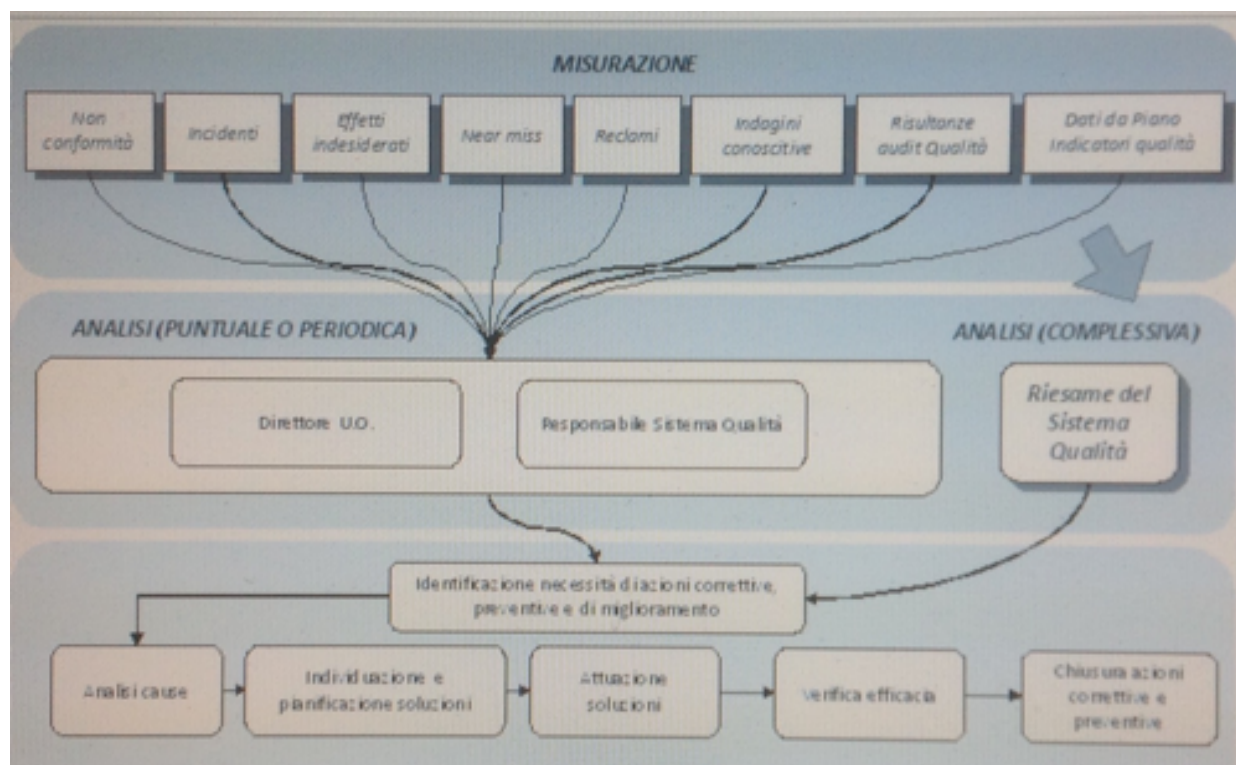 MISURAZIONE
Non
conformità
Incidenti
Effetti
indesiderati
Near miss
Reclami
Indagini
conoscitive
Risultanze
audit Qualità
Dati da Piano
Indicatori qualità
ANALISI (PUNTUALE O PERIODICA)
ANALISI (COMPLESSIVA)
Direttore U.O.
Responsabile Sistema Qualità
Riesame del
Sistema
Qualità
Identificazione necessità di azioni correttive,
preventive e di miglioramento
Analisi cause
Individuazione e
pianificazione soluzioni
Attuazione
soluzioni
Verifica efficacia
Chiusura azioni
correttive e
preventive